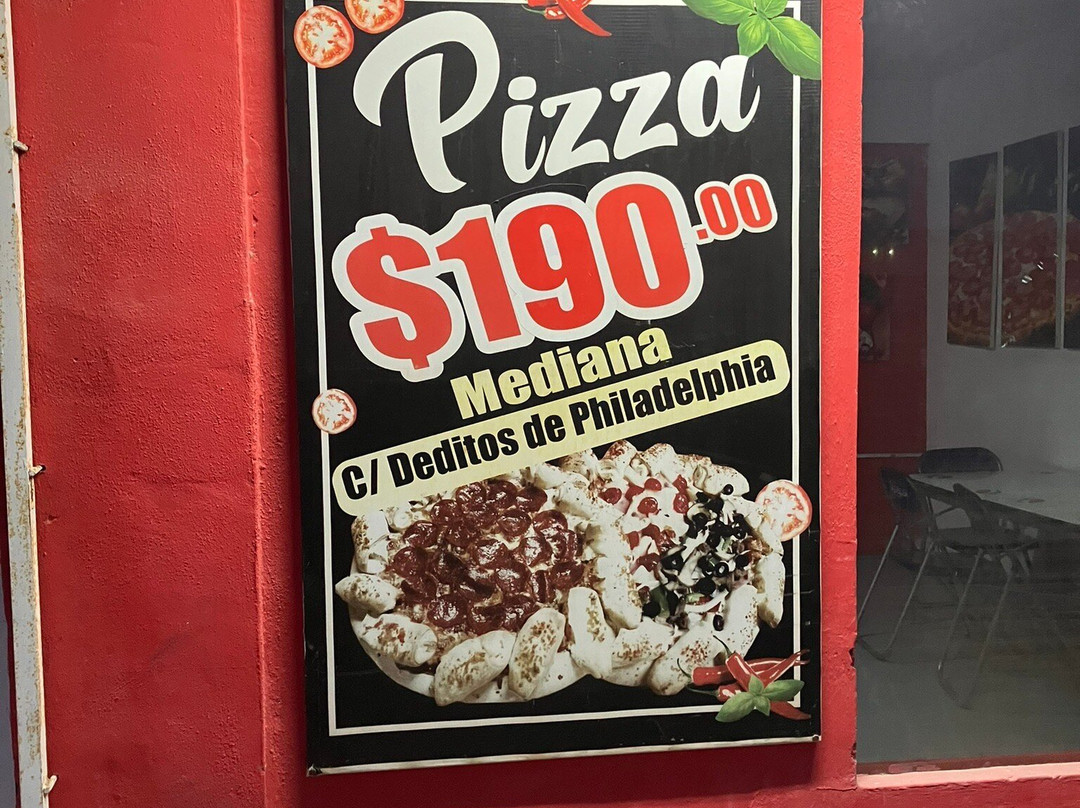 Pizza
$190.00
Mediana
C/ Deditos de Philadelphia